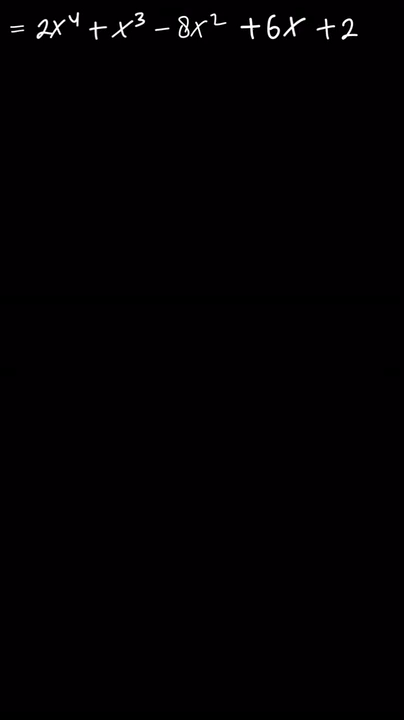 = 2x⁴ + x³ - 8x² + 6x + 2